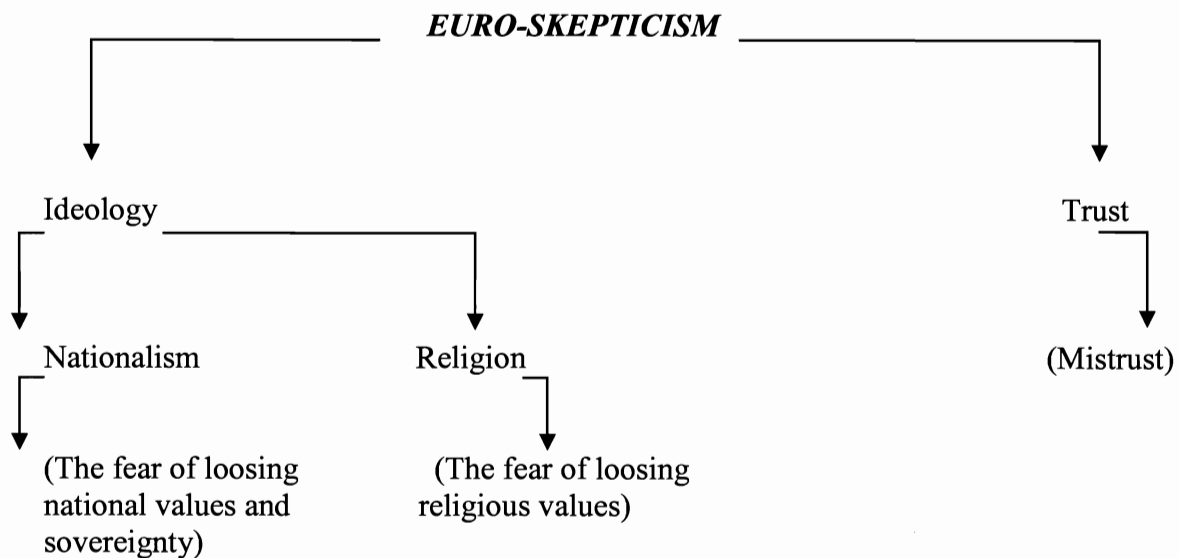 EURO-SKEPTICISM
Ideology
Trust
Nationalism
Religion
(Mistrust)
(The fear of loosing
national values and
sovereignty)
(The fear of loosing
religious values)